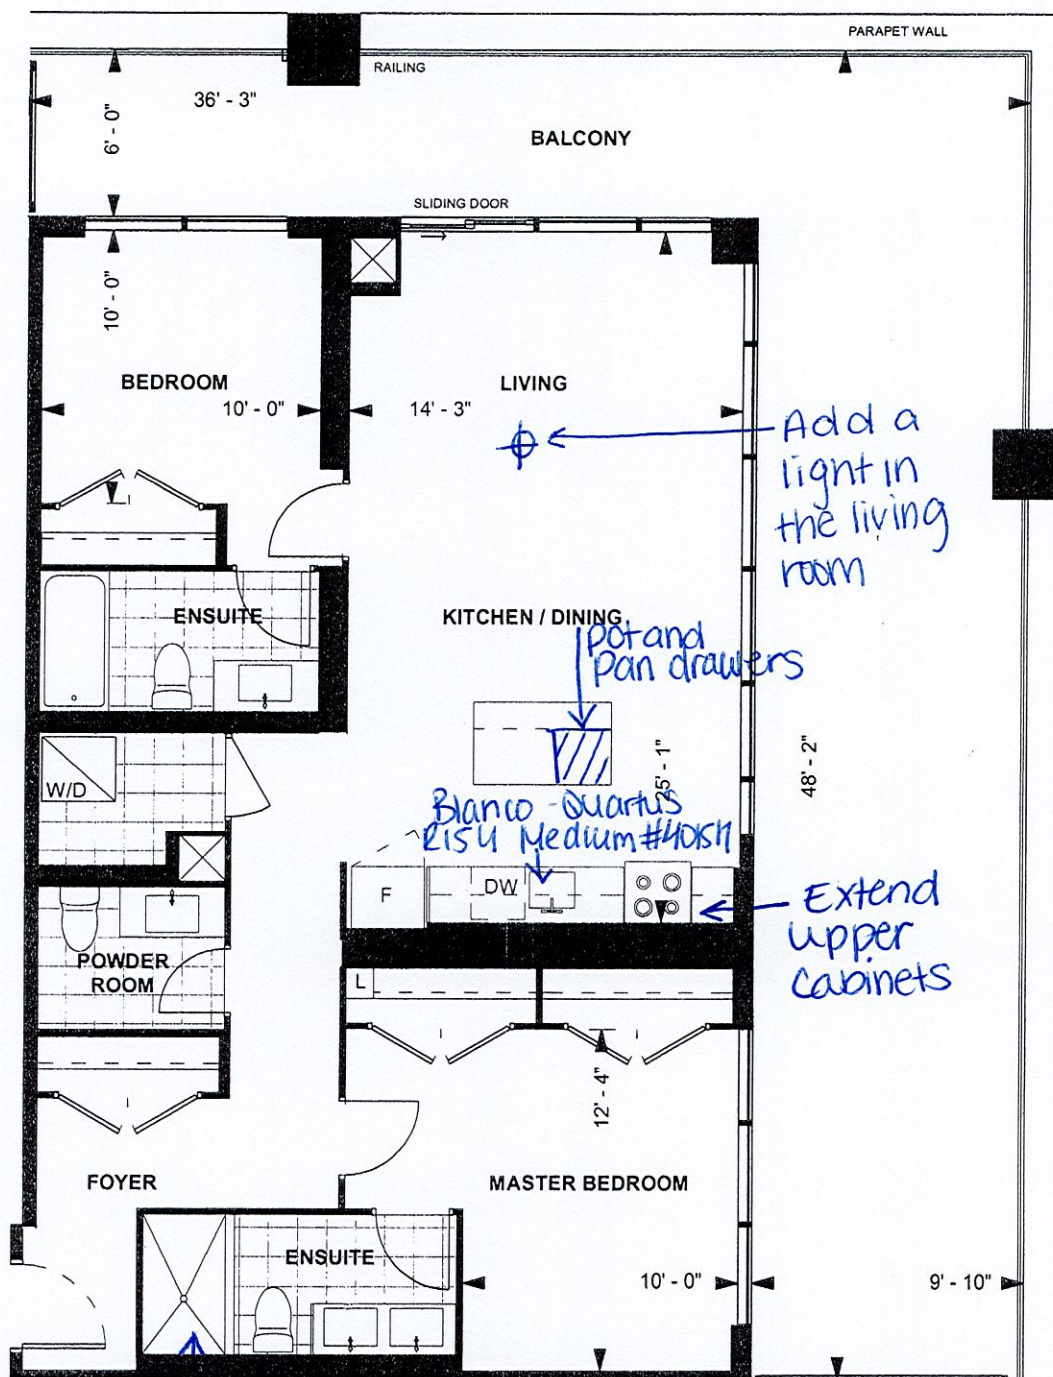 PARAPET WALL
RAILING
36' - 3"
6' - 0"
BALCONY
SLIDING DOOR
10' - 0"
BEDROOM
10' - 0"
LIVING
14' - 3"
Add a
light in
the living
room
ENSUITE
KITCHEN / DINING
pot and
pan drawers
25' - 1"
48' - 2"
W/D
Blanco - Quartus
R15 U Medium
F
DW
Extend
upper
cabinets
POWDER
ROOM
L
12' - 4"
FOYER
MASTER BEDROOM
ENSUITE
10' - 0"
9' - 10"